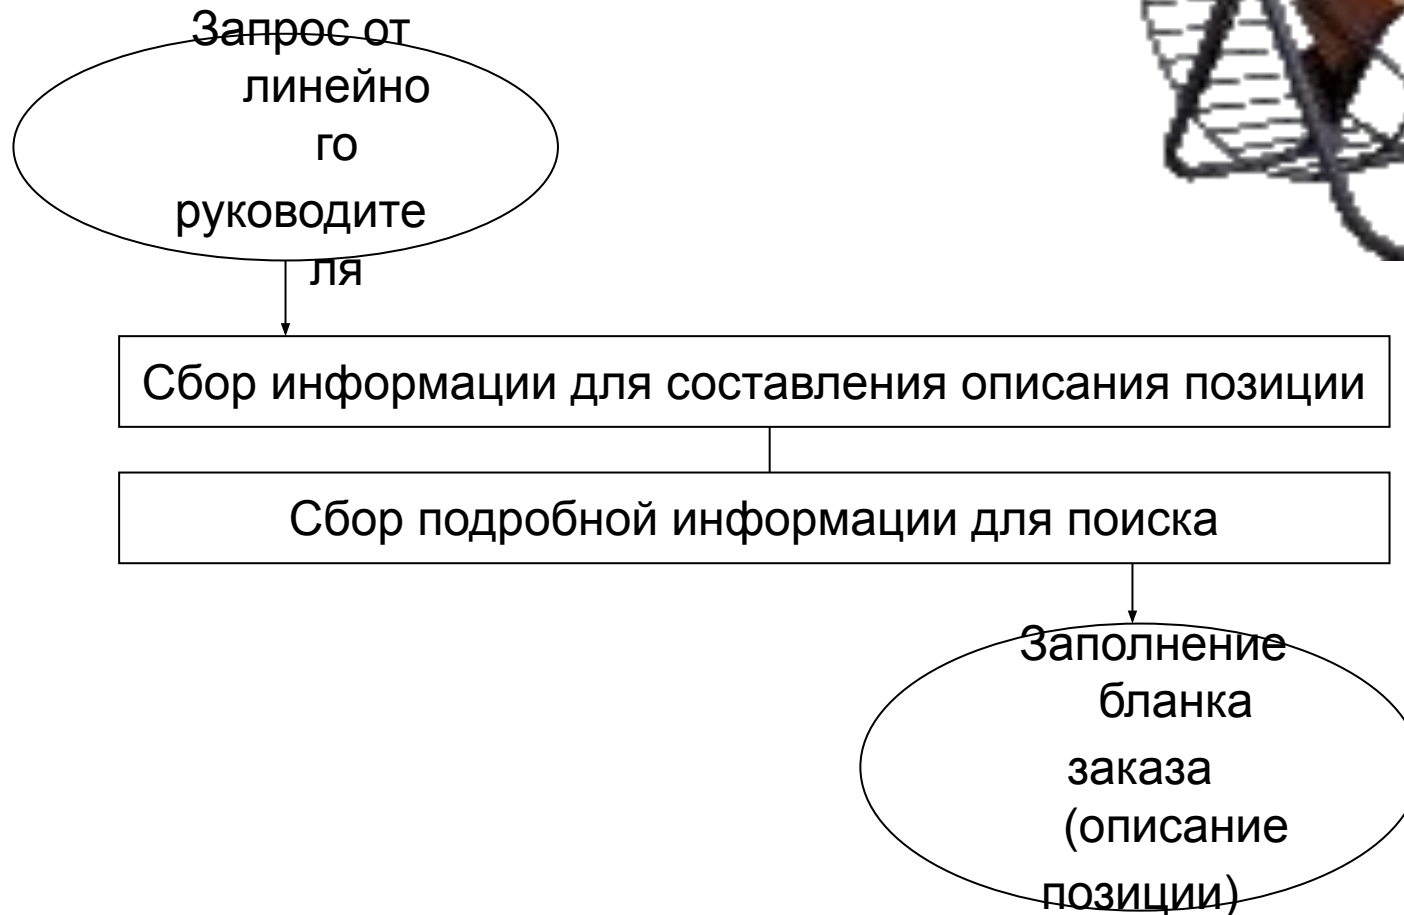 Запрос от
линейно
го
руководите
ля
Сбор информации для составления описания позиции
Сбор подробной информации для поиска
Заполнение
бланка
заказа
(описание
позиции)